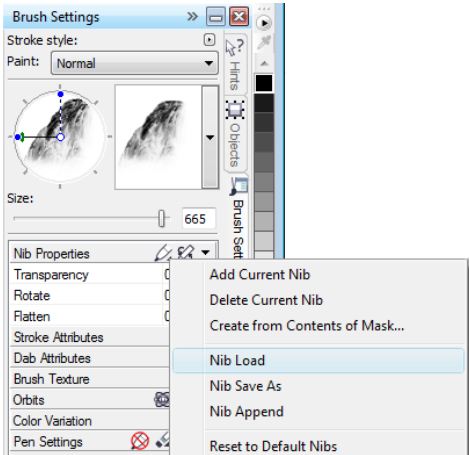 Brush Settings
Stroke style:
Paint: Normal
Hints
Objects
Size:
665
Brush Sett
Nib Properties
Transparency
Rotate
Flatten
Stroke Attributes
Dab Attributes
Brush Texture
Orbits
Color Variation
Pen Settings
Add Current Nib
Delete Current Nib
Create from Contents of Mask...
Nib Load
Nib Save As
Nib Append
Reset to Default Nibs